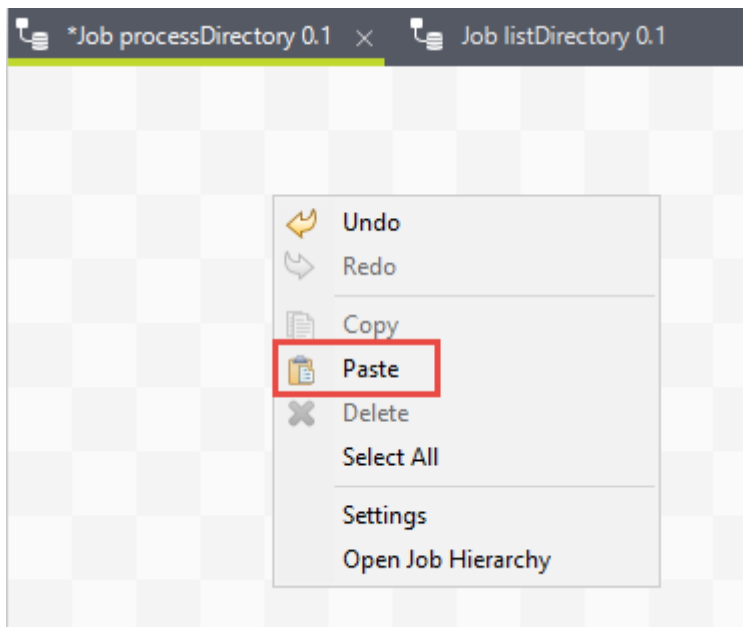 *Job processDirectory 0.1 Job listDirectory 0.1
Undo
Redo
Copy
Paste
Delete
Select All
Settings
Open Job Hierarchy